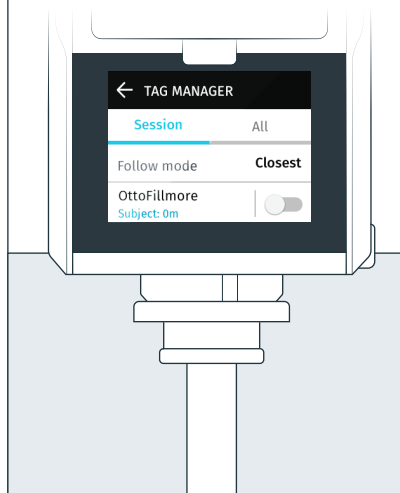 TAG MANAGER
Session All
Follow mode Closest
OttoFillmore
Subject: 0m